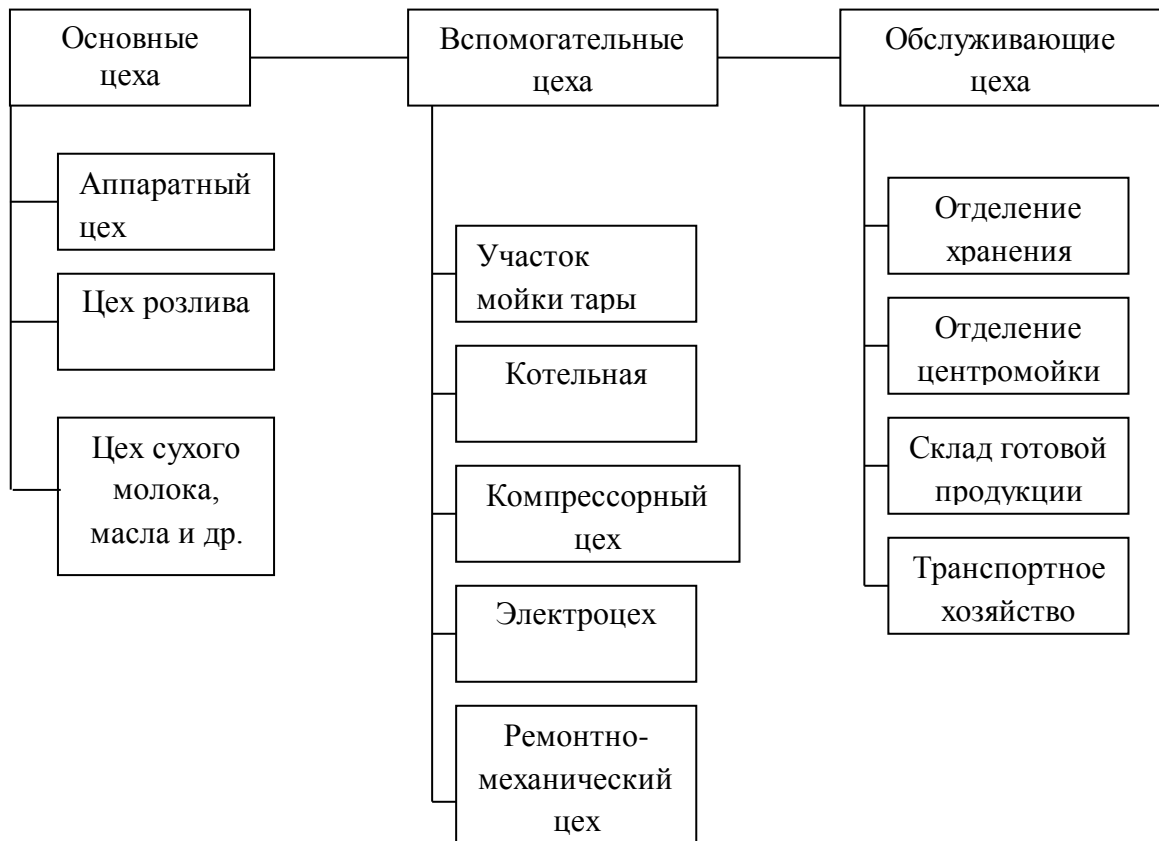 Основные
цеха
Вспомогательные
цеха
Обслуживающие
цеха
Аппаратный
цех
Цех розлива
Цех сухого
молока,
масла и др.
Участок
мойки тары
Котельная
Компрессорный
цех
Электроцех
Ремонтно-
механический
цех
Отделение
хранения
Отделение
центромойки
Склад готовой
продукции
Транспортное
хозяйство